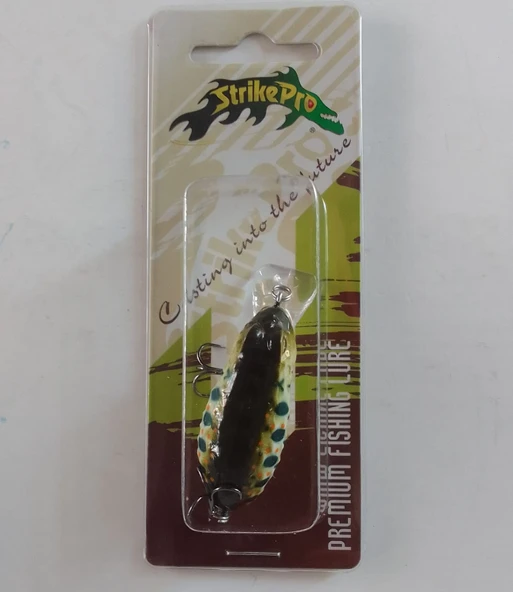 StrikePro
®
Casting into the future
PREMIUM FISHING LURE